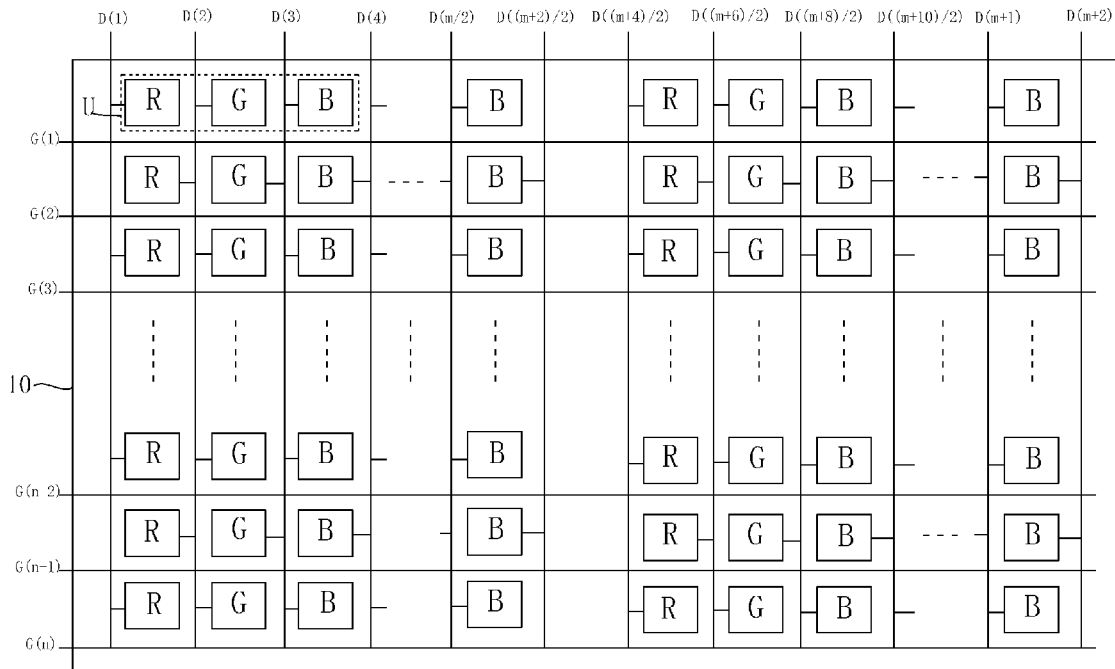 D(1) D(2) D(3) D(4) D(m/2) D((m+2)/2) D((m+4)/2) D((m+6)/2) D((m+8)/2) D((m+10)/2) D(m+1) D(m+2)
U R G B B R G B B
G(1)
R G B B R G B B
G(2)
R G B B R G B B
G(3)
10
R G B B R G B B
G(n-2)
R G B B R G B B
G(n-1)
R G B B R G B B
G(n)